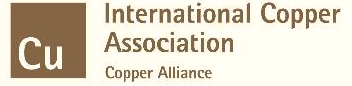 Cu
International Copper
Association
Copper Alliance